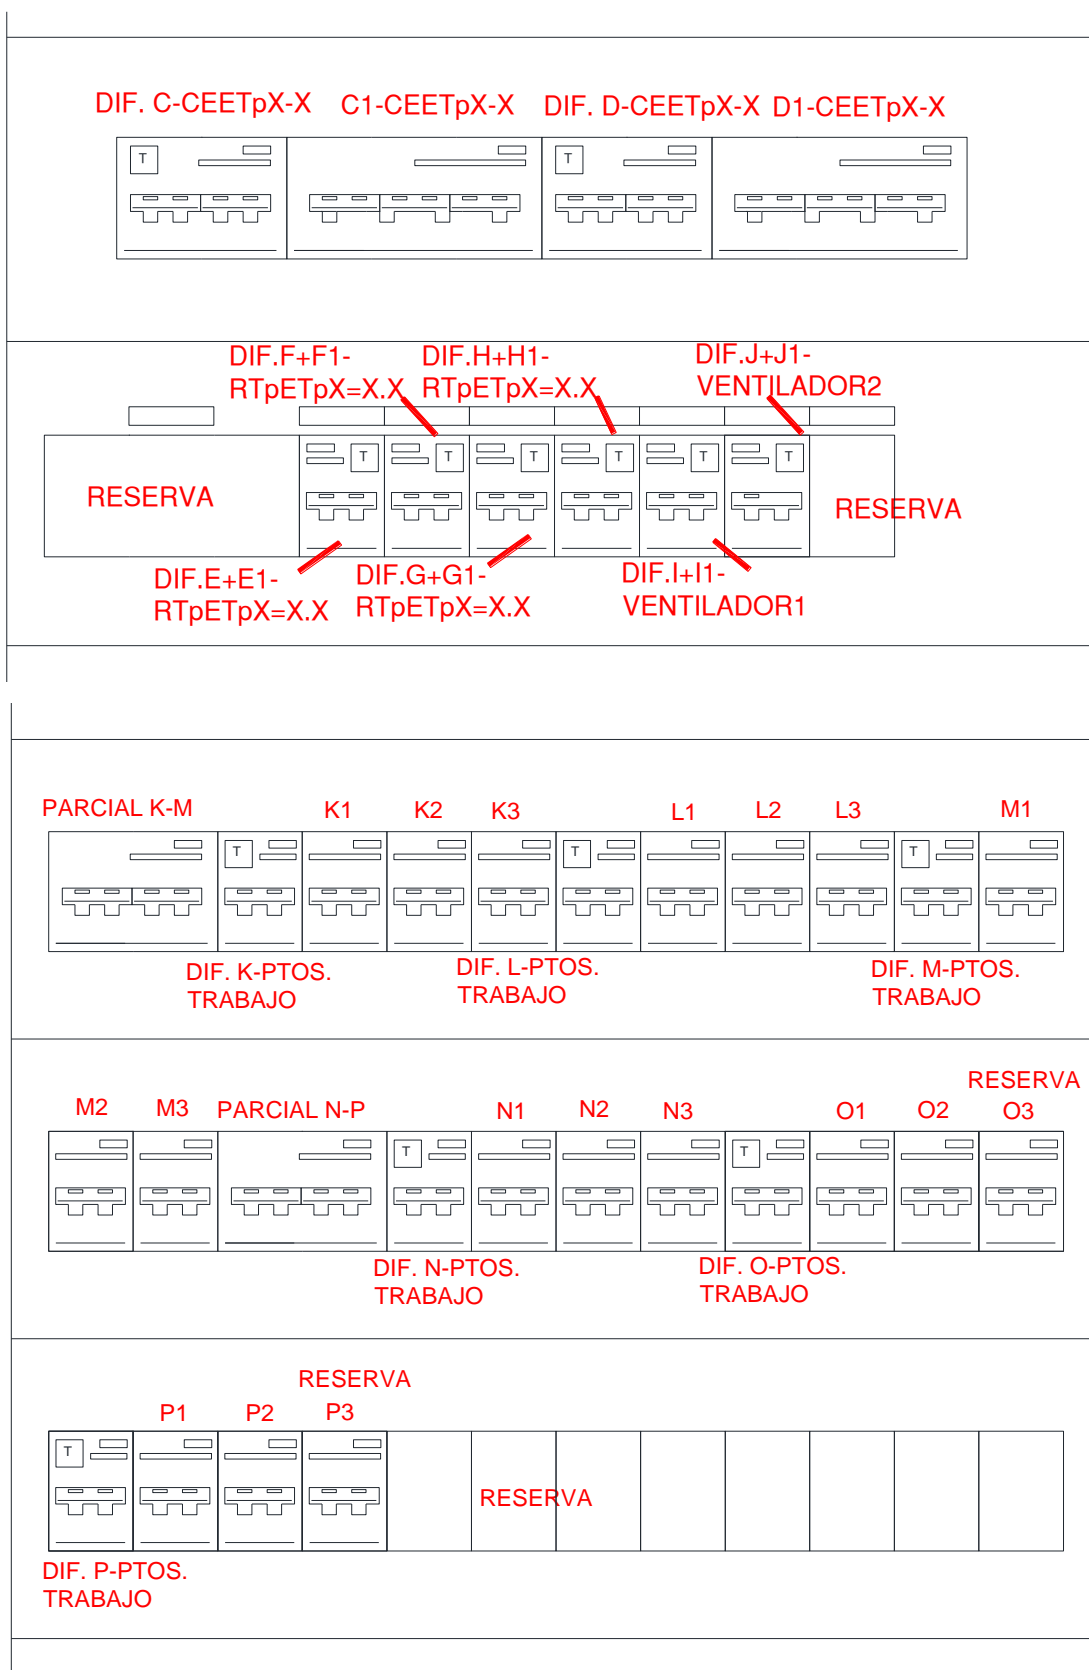 DIF. C-CEETpX-X C1-CEETpX-X DIF. D-CEETpX-X D1-CEETpX-X
T T
DIF.F+F1- DIF.H+H1- DIF.J+J1-
RTpETpX=X.X RTpETpX=X.X VENTILADOR2
T T T T T T
RESERVA RESERVA
DIF.E+E1- DIF.G+G1- DIF.I+I1-
RTpETpX=X.X RTpETpX=X.X VENTILADOR1
PARCIAL K-M K1 K2 K3 L1 L2 L3 M1
T T T
DIF. K-PTOS. DIF. L-PTOS. DIF. M-PTOS.
TRABAJO TRABAJO TRABAJO
RESERVA
M2 M3 PARCIAL N-P N1 N2 N3 O1 O2 O3
T T
DIF. N-PTOS. DIF. O-PTOS.
TRABAJO TRABAJO
RESERVA
P1 P2 P3
T
RESERVA
DIF. P-PTOS.
TRABAJO